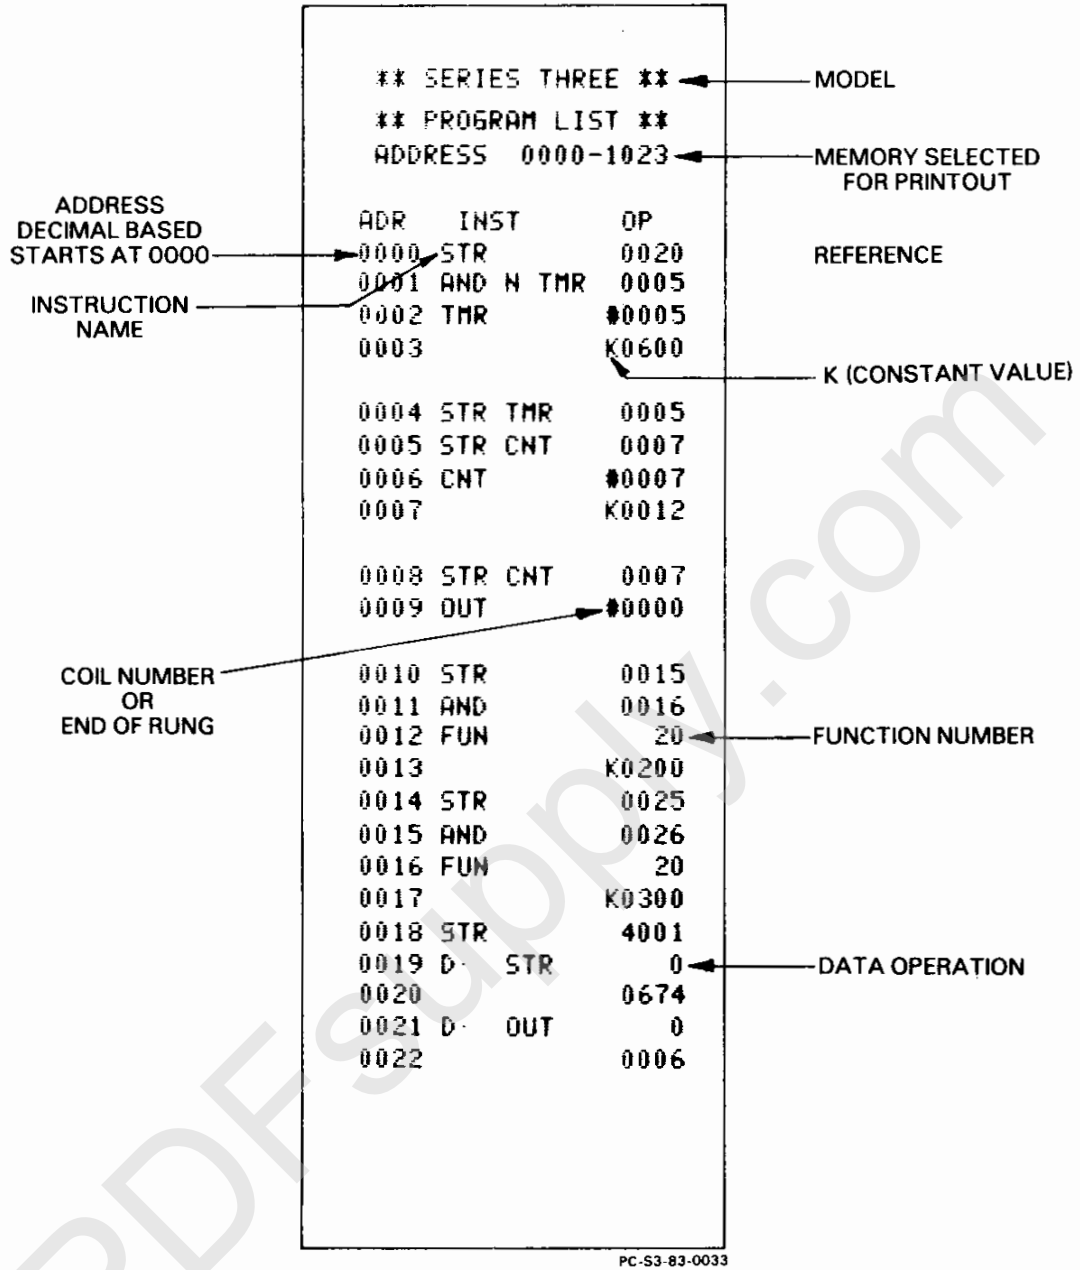 ** SERIES THREE ** MODEL
** PROGRAM LIST **
ADDRESS 0000-1023 MEMORY SELECTED
FOR PRINTOUT
ADDRESS
DECIMAL BASED
STARTS AT 0000
ADR INST OP
0000 STR 0020 REFERENCE
0001 AND N TMR 0005
INSTRUCTION
NAME
0002 TMR #0005
0003 K0600
K (CONSTANT VALUE)
0004 STR TMR 0005
0005 STR CNT 0007
0006 CNT #0007
0007 K0012
0008 STR CNT 0007
0009 OUT #0000
COIL NUMBER
OR
END OF RUNG
0010 STR 0015
0011 AND 0016
0012 FUN 20 FUNCTION NUMBER
0013 K0200
0014 STR 0025
0015 AND 0026
0016 FUN 20
0017 K0300
0018 STR 4001
0019 D· STR 0 DATA OPERATION
0020 0674
0021 D· OUT 0
0022 0006
PC-S3-83-0033
PDFsupply.com